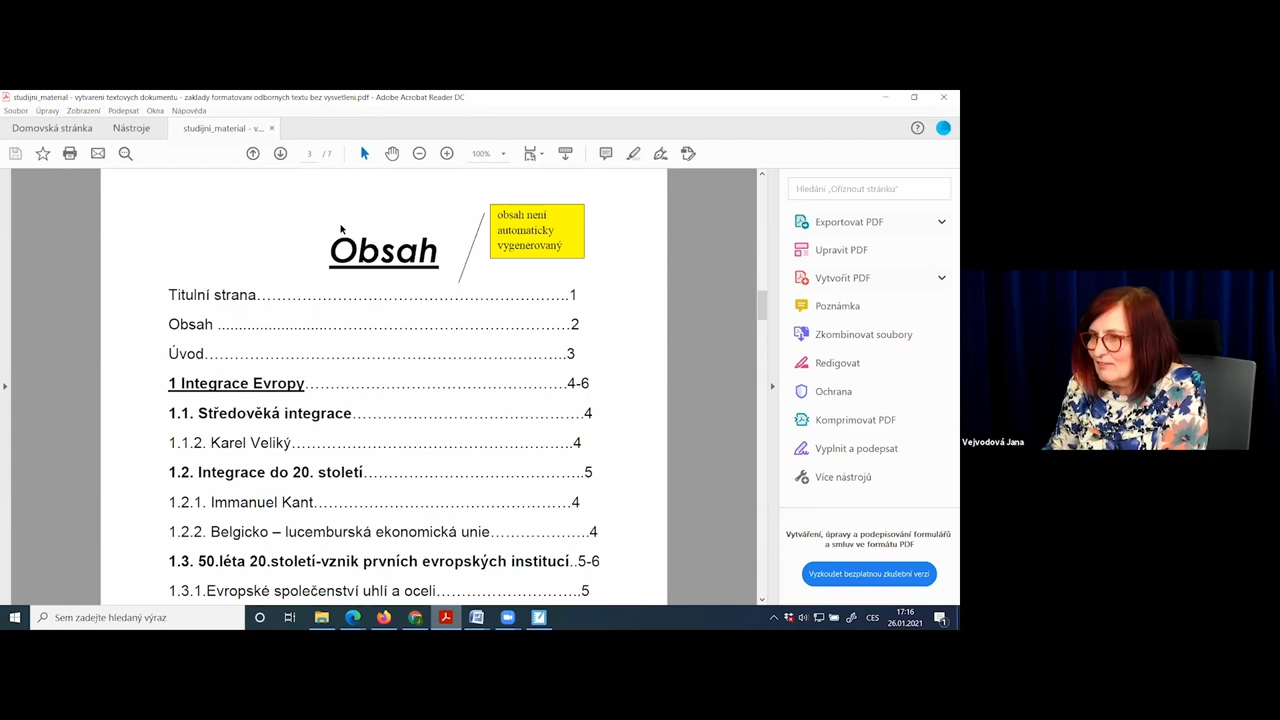 studijni_material - vytvareni textovych dokumentu - zaklady formatovani odbornych textu bez vysvetleni.pdf - Adobe Acrobat Reader DC
Soubor Úpravy Zobrazení Podepsat Okna Nápověda
Domovská stránka Nástroje studijni_material - v... ×
3 / 7 100%
Hledání „Oříznout stránku"
obsah není
automaticky
vygenerovaný
Obsah
Titulní strana……………………………………………………1
Obsah ..........................……………………………………2
Úvod……………………………………………………………3
1 Integrace Evropy……………………………………………4-6
1.1. Středověká integrace………………………………………4
1.1.2. Karel Veliký………………………………………………4
1.2. Integrace do 20. století……………………………………5
1.2.1. Immanuel Kant……………………………………………4
1.2.2. Belgicko – lucemburská ekonomická unie………………4
1.3. 50.léta 20.století-vznik prvních evropských institucí..5-6
1.3.1.Evropské společenství uhlí a oceli………………………5
Exportovat PDF
Upravit PDF
Vytvořit PDF
Poznámka
Zkombinovat soubory
Redigovat
Ochrana
Komprimovat PDF
Vyplnit a podepsat
Více nástrojů
Vytváření, úpravy a podepisování formulářů
a smluv ve formátu PDF
Vyzkoušet bezplatnou zkušební verzi
Vejvodová Jana
Sem zadejte hledaný výraz
CES
17:16
26.01.2021
1